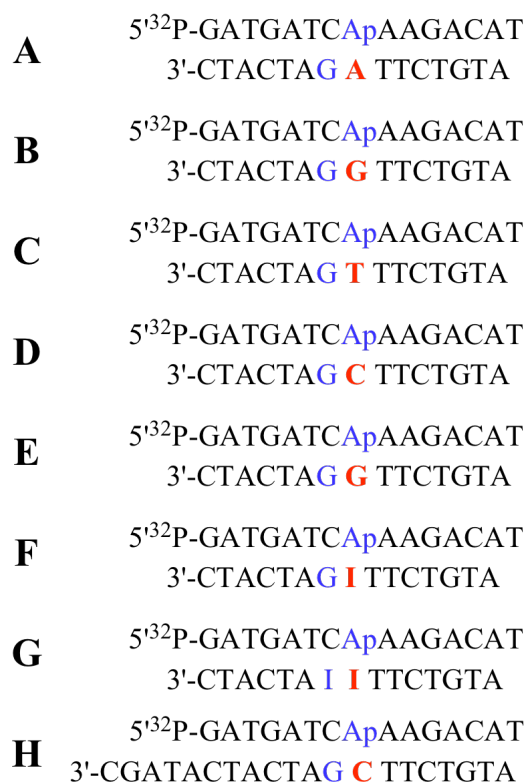 A
5'³²P-GATGATCApAAGACAT
3'-CTACTAG A TTCTGTA
B
5'³²P-GATGATCApAAGACAT
3'-CTACTAG G TTCTGTA
C
5'³²P-GATGATCApAAGACAT
3'-CTACTAG T TTCTGTA
D
5'³²P-GATGATCApAAGACAT
3'-CTACTAG C TTCTGTA
E
5'³²P-GATGATCApAAGACAT
3'-CTACTAG G TTCTGTA
F
5'³²P-GATGATCApAAGACAT
3'-CTACTAG I TTCTGTA
G
5'³²P-GATGATCApAAGACAT
3'-CTACTA I I TTCTGTA
H
5'³²P-GATGATCApAAGACAT
3'-CGATACTACTAG C TTCTGTA